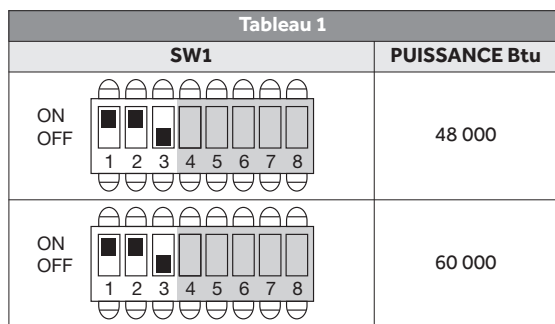 Tableau 1
SW1 PUISSANCE Btu
ON
OFF
1 2 3 4 5 6 7 8
48 000
ON
OFF
1 2 3 4 5 6 7 8
60 000